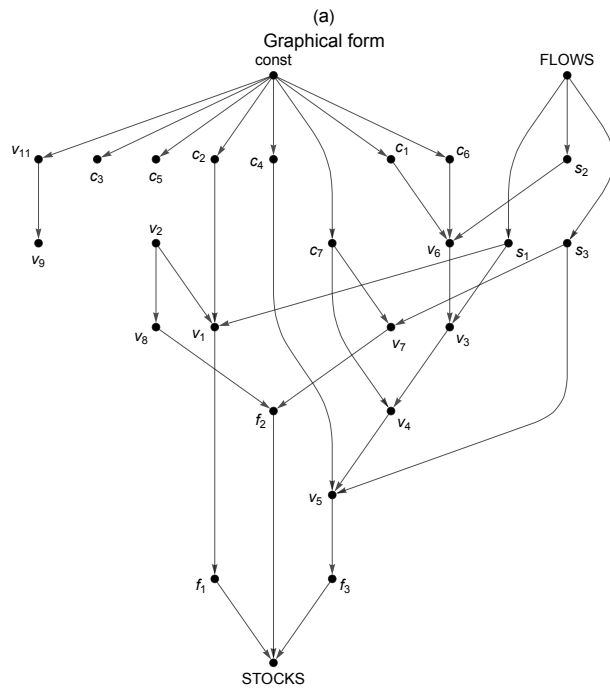 (a)
Graphical form
const
FLOWS
v₁₁
c₃
c₅
c₂
c₄
c₁
c₆
s₂
v₉
v₂
c₇
v₆
s₁
s₃
v₈
v₁
v₇
v₃
f₂
v₄
v₅
f₁
f₃
STOCKS